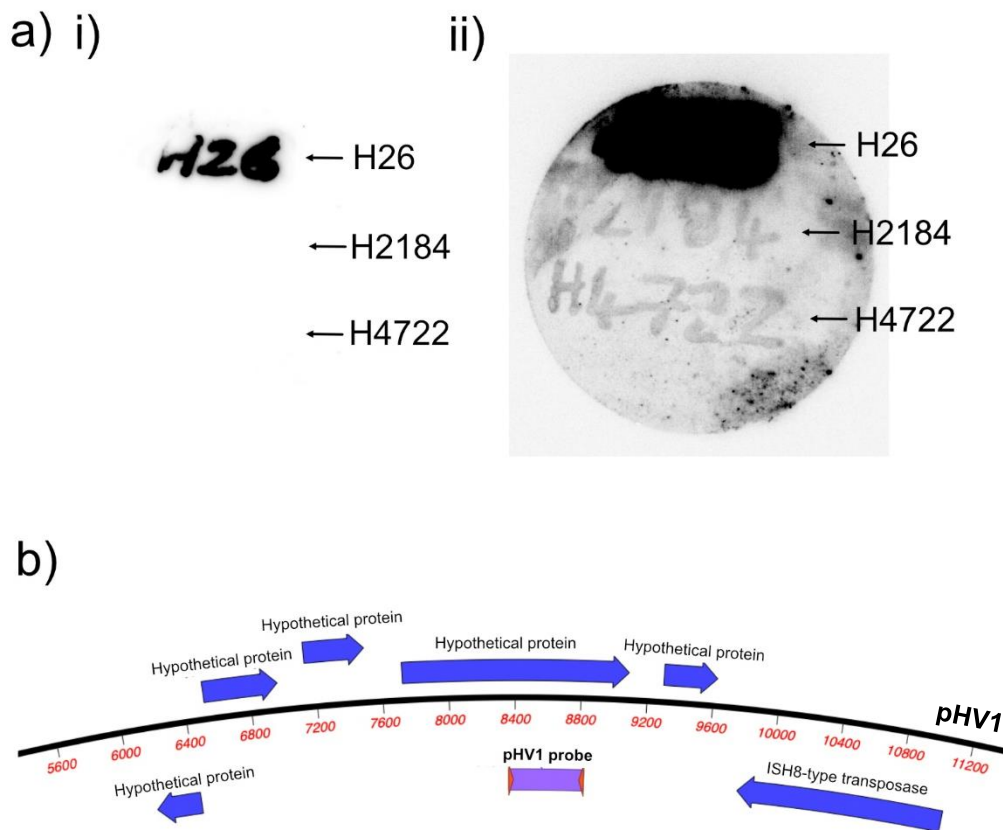 a) i)
ii)
H26
H26
H2184
H4722
2184
H4722
H26
H2184
H4722
b)
Hypothetical protein
Hypothetical protein
Hypothetical protein
Hypothetical protein
pHV1
5600 6000 6400 6800 7200 7600 8000 8400 8800 9200 9600 10000 10400 10800 11200
pHV1 probe
Hypothetical protein
ISH8-type transposase